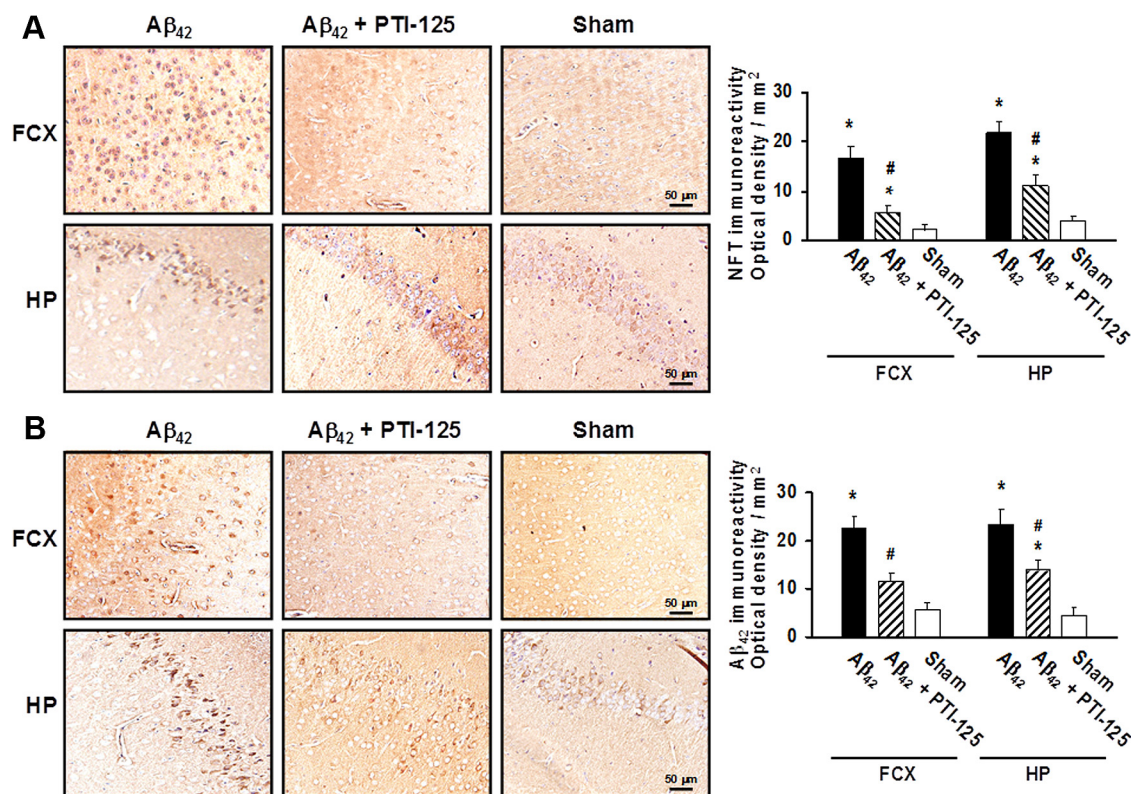 A
Aβ42
Aβ42 + PTI-125
Sham
FCX
50 µm
HP
50 µm
NFT immunoreactivity
Optical density / mm2
30
20
10
0
*
#
*
*
#
*
Aβ42
Aβ42 + PTI-125
Sham
Aβ42
Aβ42 + PTI-125
Sham
FCX
HP
B
Aβ42
Aβ42 + PTI-125
Sham
FCX
50 µm
HP
50 µm
Aβ42 immunoreactivity
Optical density / mm2
30
20
10
0
*
#
*
#
*
Aβ42
Aβ42 + PTI-125
Sham
Aβ42
Aβ42 + PTI-125
Sham
FCX
HP